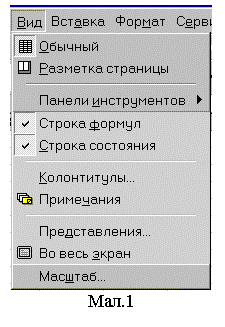 Вид Вставка Формат Серви
Обычный
Разметка страницы
Панели инструментов
Строка формул
Строка состояния
Колонтитулы...
Примечания
Представления...
Во весь экран
Масштаб...
Мал.1